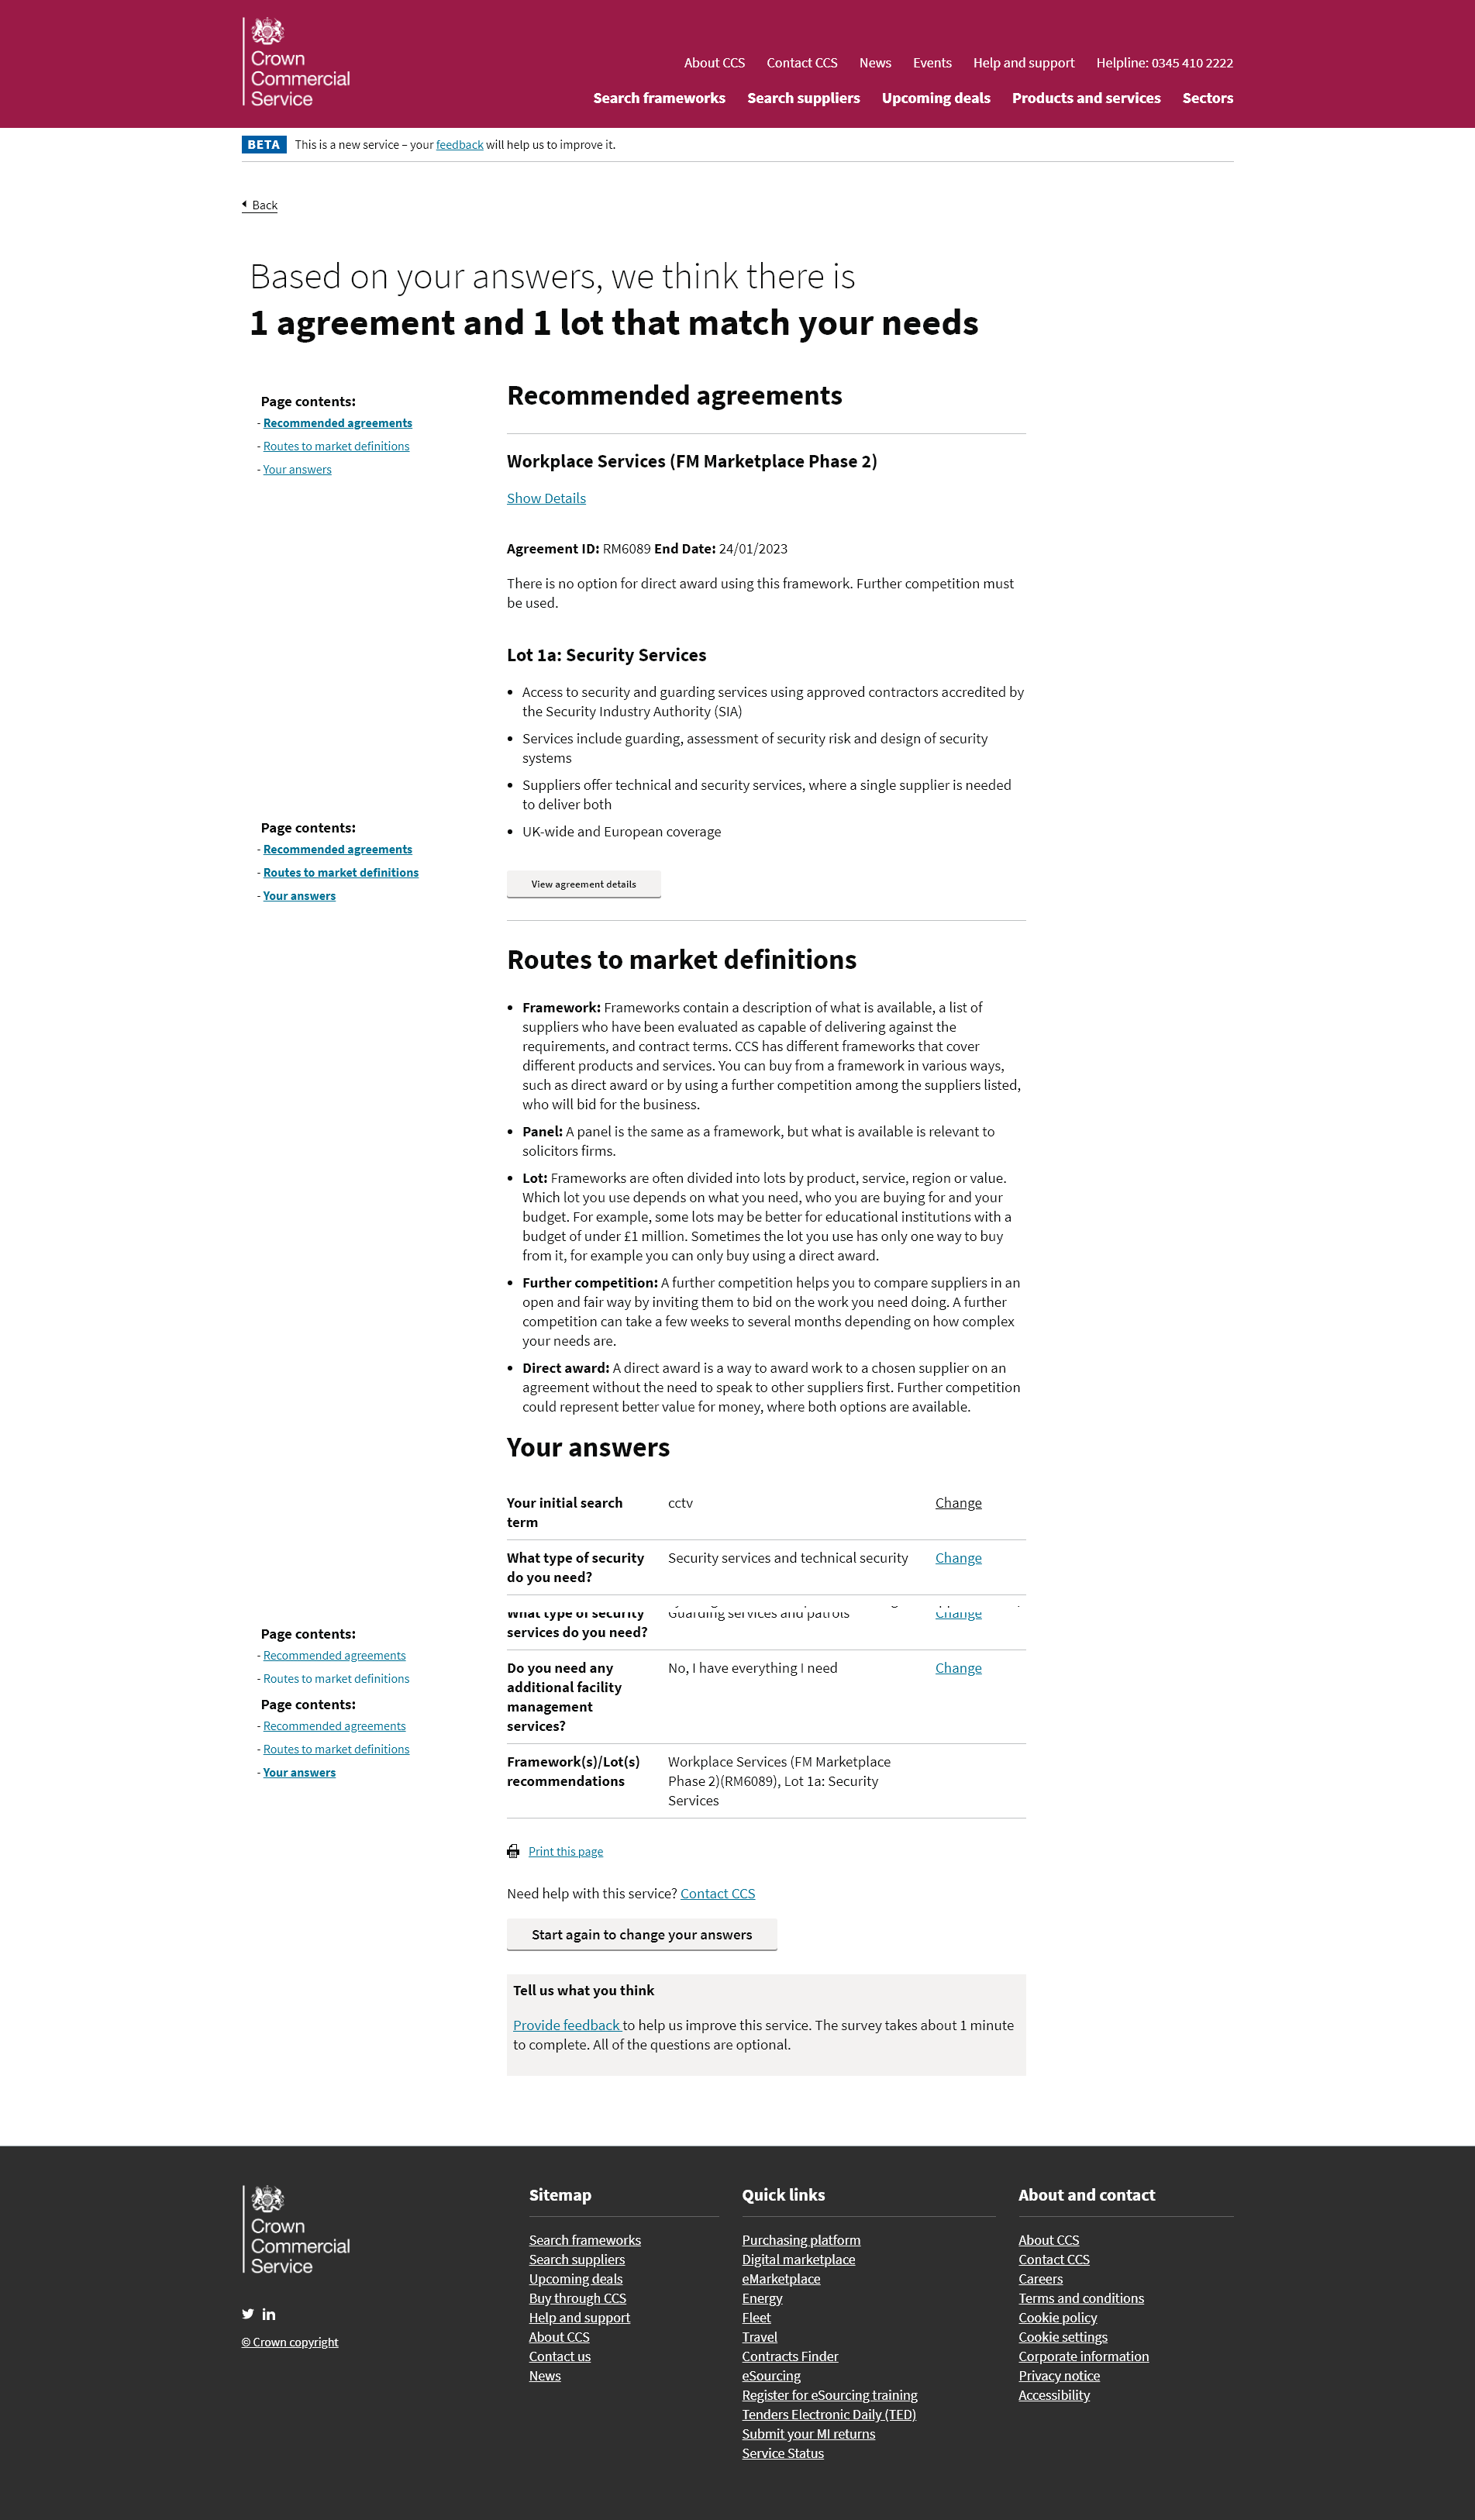 Crown
Commercial
Service
About CCS Contact CCS News Events Help and support Helpline: 0345 410 2222
Search frameworks Search suppliers Upcoming deals Products and services Sectors
BETA This is a new service – your feedback will help us to improve it.
Back
Based on your answers, we think there is
1 agreement and 1 lot that match your needs
Page contents:
- Recommended agreements
- Routes to market definitions
- Your answers
Recommended agreements
Workplace Services (FM Marketplace Phase 2)
Show Details
Agreement ID: RM6089 End Date: 24/01/2023
There is no option for direct award using this framework. Further competition must
be used.
Lot 1a: Security Services
• Access to security and guarding services using approved contractors accredited by
the Security Industry Authority (SIA)
• Services include guarding, assessment of security risk and design of security
systems
• Suppliers offer technical and security services, where a single supplier is needed
to deliver both
• UK-wide and European coverage
Page contents:
- Recommended agreements
- Routes to market definitions
- Your answers
View agreement details
Routes to market definitions
• Framework: Frameworks contain a description of what is available, a list of
suppliers who have been evaluated as capable of delivering against the
requirements, and contract terms. CCS has different frameworks that cover
different products and services. You can buy from a framework in various ways,
such as direct award or by using a further competition among the suppliers listed,
who will bid for the business.
• Panel: A panel is the same as a framework, but what is available is relevant to
solicitors firms.
• Lot: Frameworks are often divided into lots by product, service, region or value.
Which lot you use depends on what you need, who you are buying for and your
budget. For example, some lots may be better for educational institutions with a
budget of under £1 million. Sometimes the lot you use has only one way to buy
from it, for example you can only buy using a direct award.
• Further competition: A further competition helps you to compare suppliers in an
open and fair way by inviting them to bid on the work you need doing. A further
competition can take a few weeks to several months depending on how complex
your needs are.
• Direct award: A direct award is a way to award work to a chosen supplier on an
agreement without the need to speak to other suppliers first. Further competition
could represent better value for money, where both options are available.
Your answers
Your initial search cctv Change
term
What type of security Security services and technical security Change
do you need?
What type of security Guarding services and patrols Change
services do you need?
Do you need any No, I have everything I need Change
additional facility
management
services?
Framework(s)/Lot(s) Workplace Services (FM Marketplace
recommendations Phase 2)(RM6089), Lot 1a: Security
Services
Page contents:
- Recommended agreements
- Routes to market definitions
Page contents:
- Recommended agreements
- Routes to market definitions
- Your answers
Print this page
Need help with this service? Contact CCS
Start again to change your answers
Tell us what you think
Provide feedback to help us improve this service. The survey takes about 1 minute
to complete. All of the questions are optional.
Crown
Commercial
Service
© Crown copyright
Sitemap
Search frameworks
Search suppliers
Upcoming deals
Buy through CCS
Help and support
About CCS
Contact us
News
Quick links
Purchasing platform
Digital marketplace
eMarketplace
Energy
Fleet
Travel
Contracts Finder
eSourcing
Register for eSourcing training
Tenders Electronic Daily (TED)
Submit your MI returns
Service Status
About and contact
About CCS
Contact CCS
Careers
Terms and conditions
Cookie policy
Cookie settings
Corporate information
Privacy notice
Accessibility